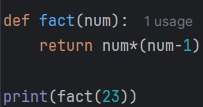 def fact(num): 1 usage
    return num*(num-1)
print(fact(23))